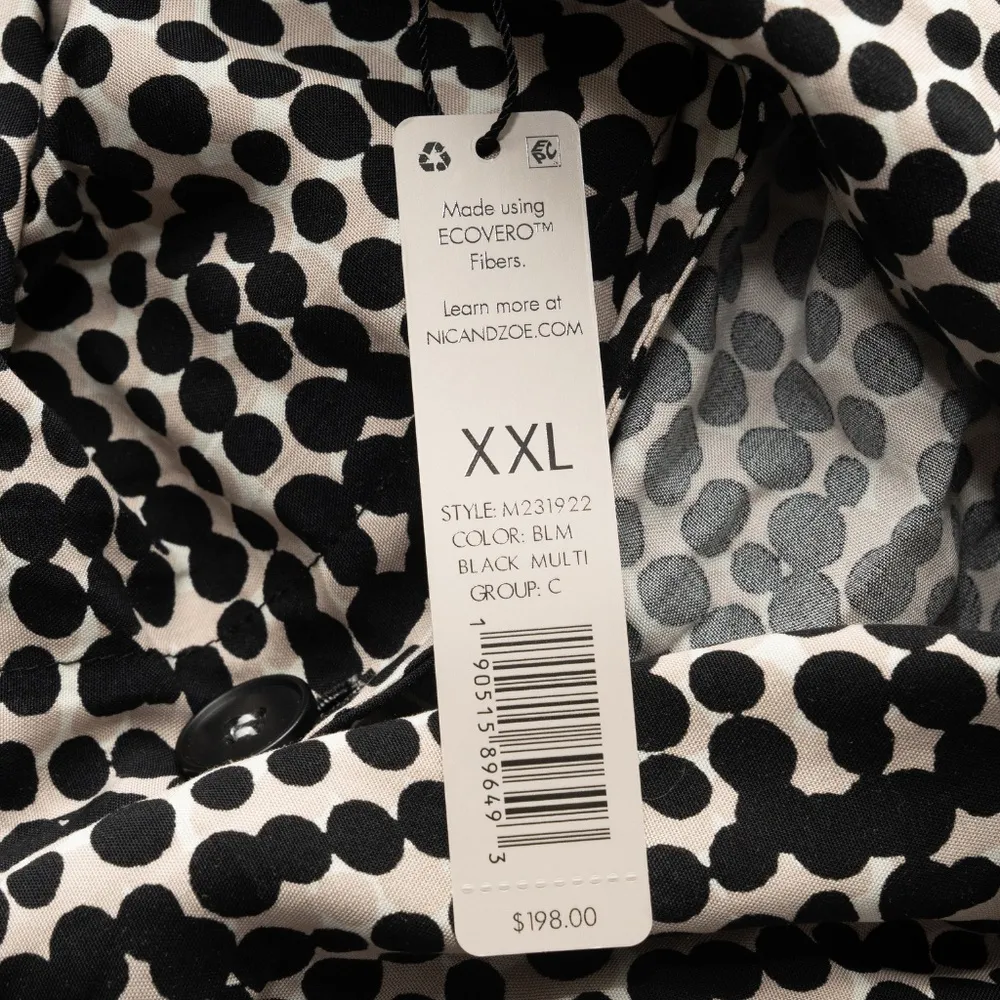 EPC
Made using
ECOVERO™
Fibers.
Learn more at
NICANDZOE.COM
XXL
STYLE: M231922
COLOR: BLM
BLACK MULTI
GROUP: C
1 90515 89649 3
$198.00